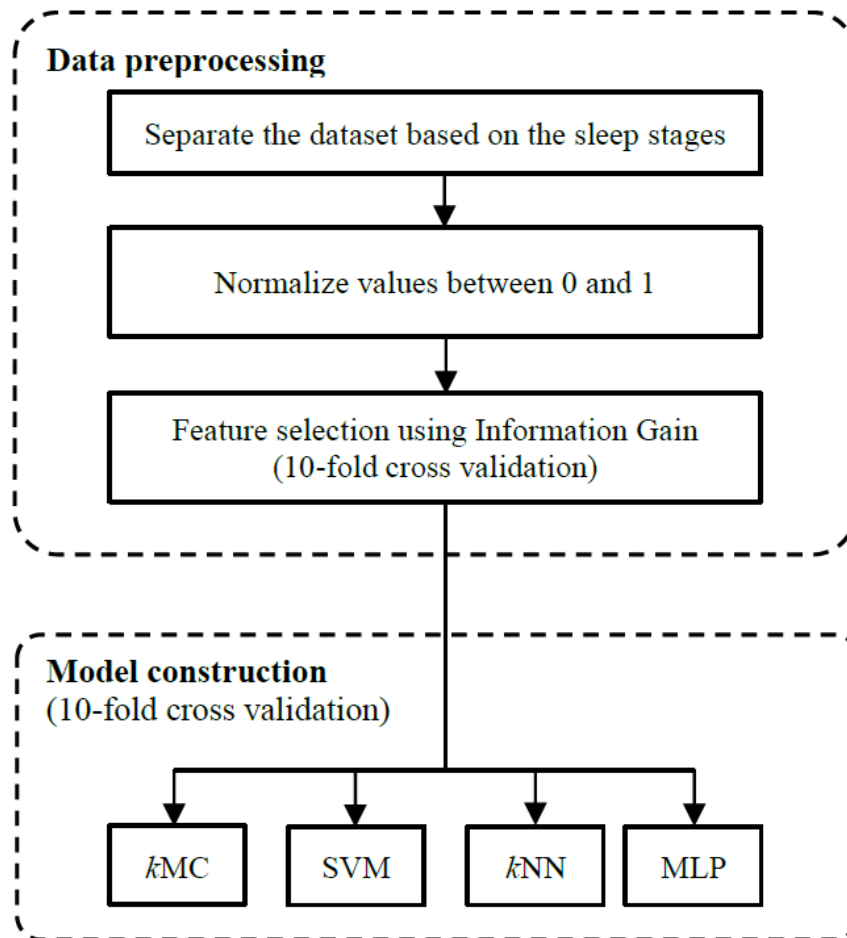 Data preprocessing
Separate the dataset based on the sleep stages
Normalize values between 0 and 1
Feature selection using Information Gain
(10-fold cross validation)
Model construction
(10-fold cross validation)
kMC
SVM
kNN
MLP